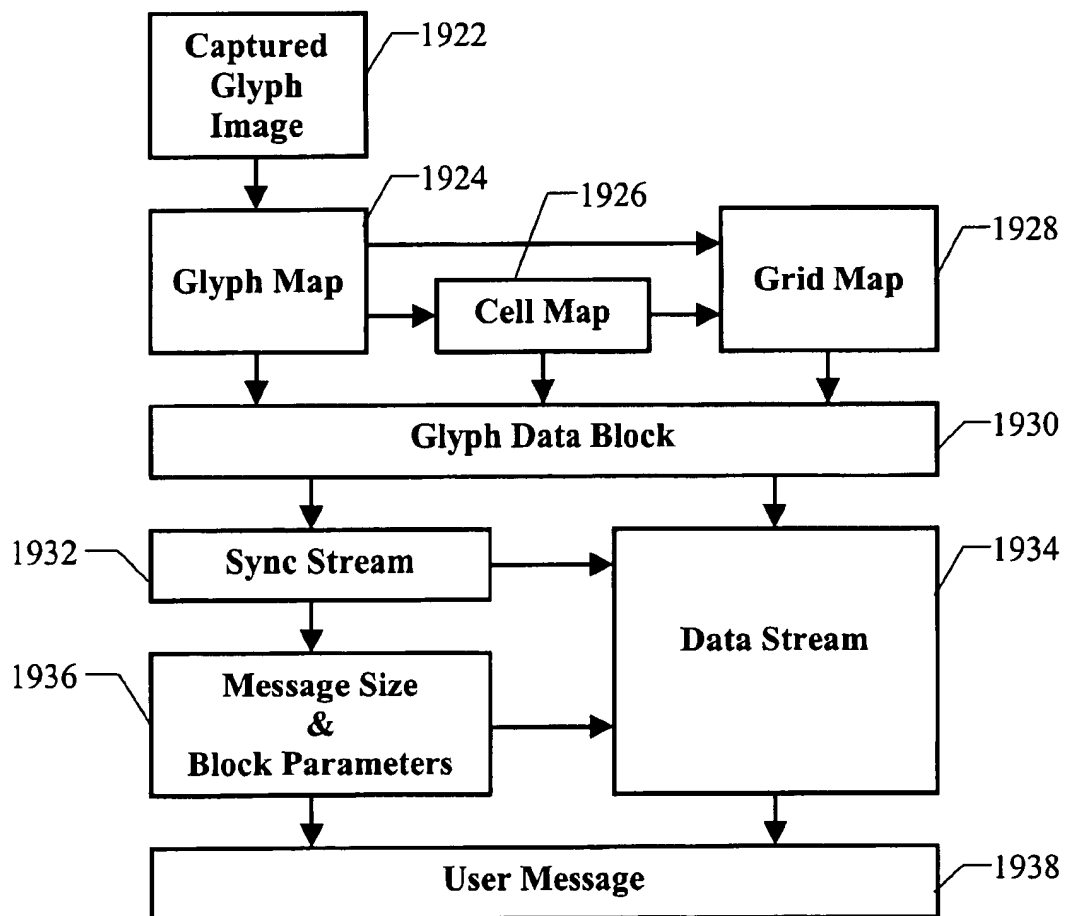 Captured
Glyph
Image
1922
Glyph Map
1924
1926
Cell Map
Grid Map
1928
Glyph Data Block
1930
1932
Sync Stream
Data Stream
1934
1936
Message Size
&
Block Parameters
User Message
1938